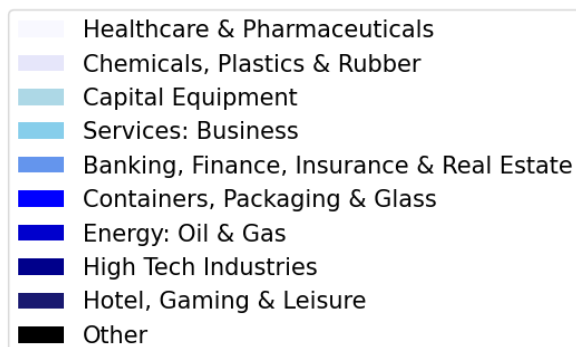 Healthcare & Pharmaceuticals
Chemicals, Plastics & Rubber
Capital Equipment
Services: Business
Banking, Finance, Insurance & Real Estate
Containers, Packaging & Glass
Energy: Oil & Gas
High Tech Industries
Hotel, Gaming & Leisure
Other